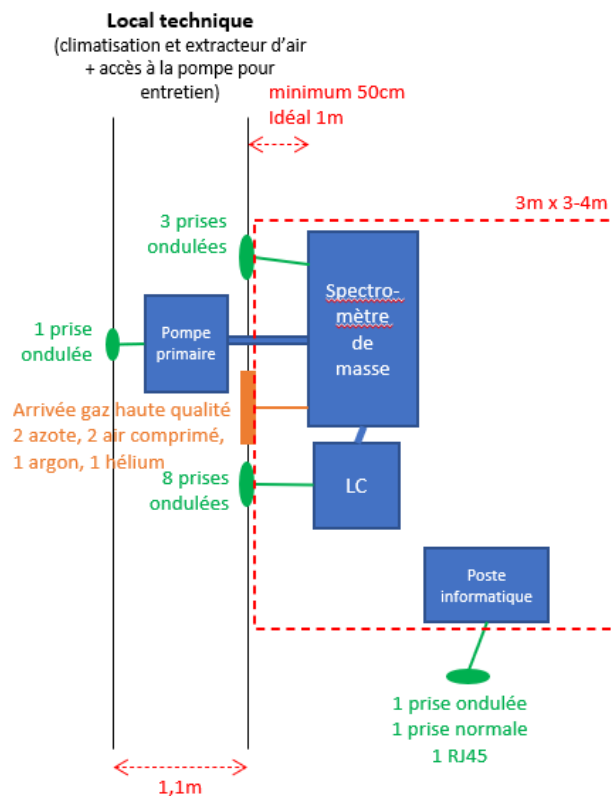 Local technique
(climatisation et extracteur d’air
+ accès à la pompe pour
entretien)
minimum 50cm
Idéal 1m
3m x 3-4m
3 prises
ondulées
Spectro-
mètre
de
masse
1 prise
ondulée
Pompe
primaire
Arrivée gaz haute qualité
2 azote, 2 air comprimé,
1 argon, 1 hélium
8 prises
ondulées
LC
Poste
informatique
1 prise ondulée
1 prise normale
1 RJ45
1,1m